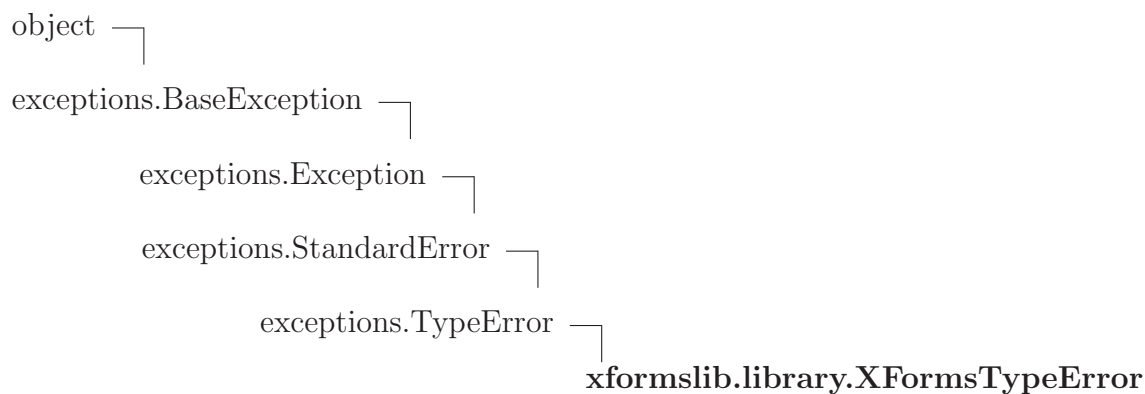 object
exceptions.BaseException
exceptions.Exception
exceptions.StandardError
exceptions.TypeError
xformslib.library.XFormsTypeError